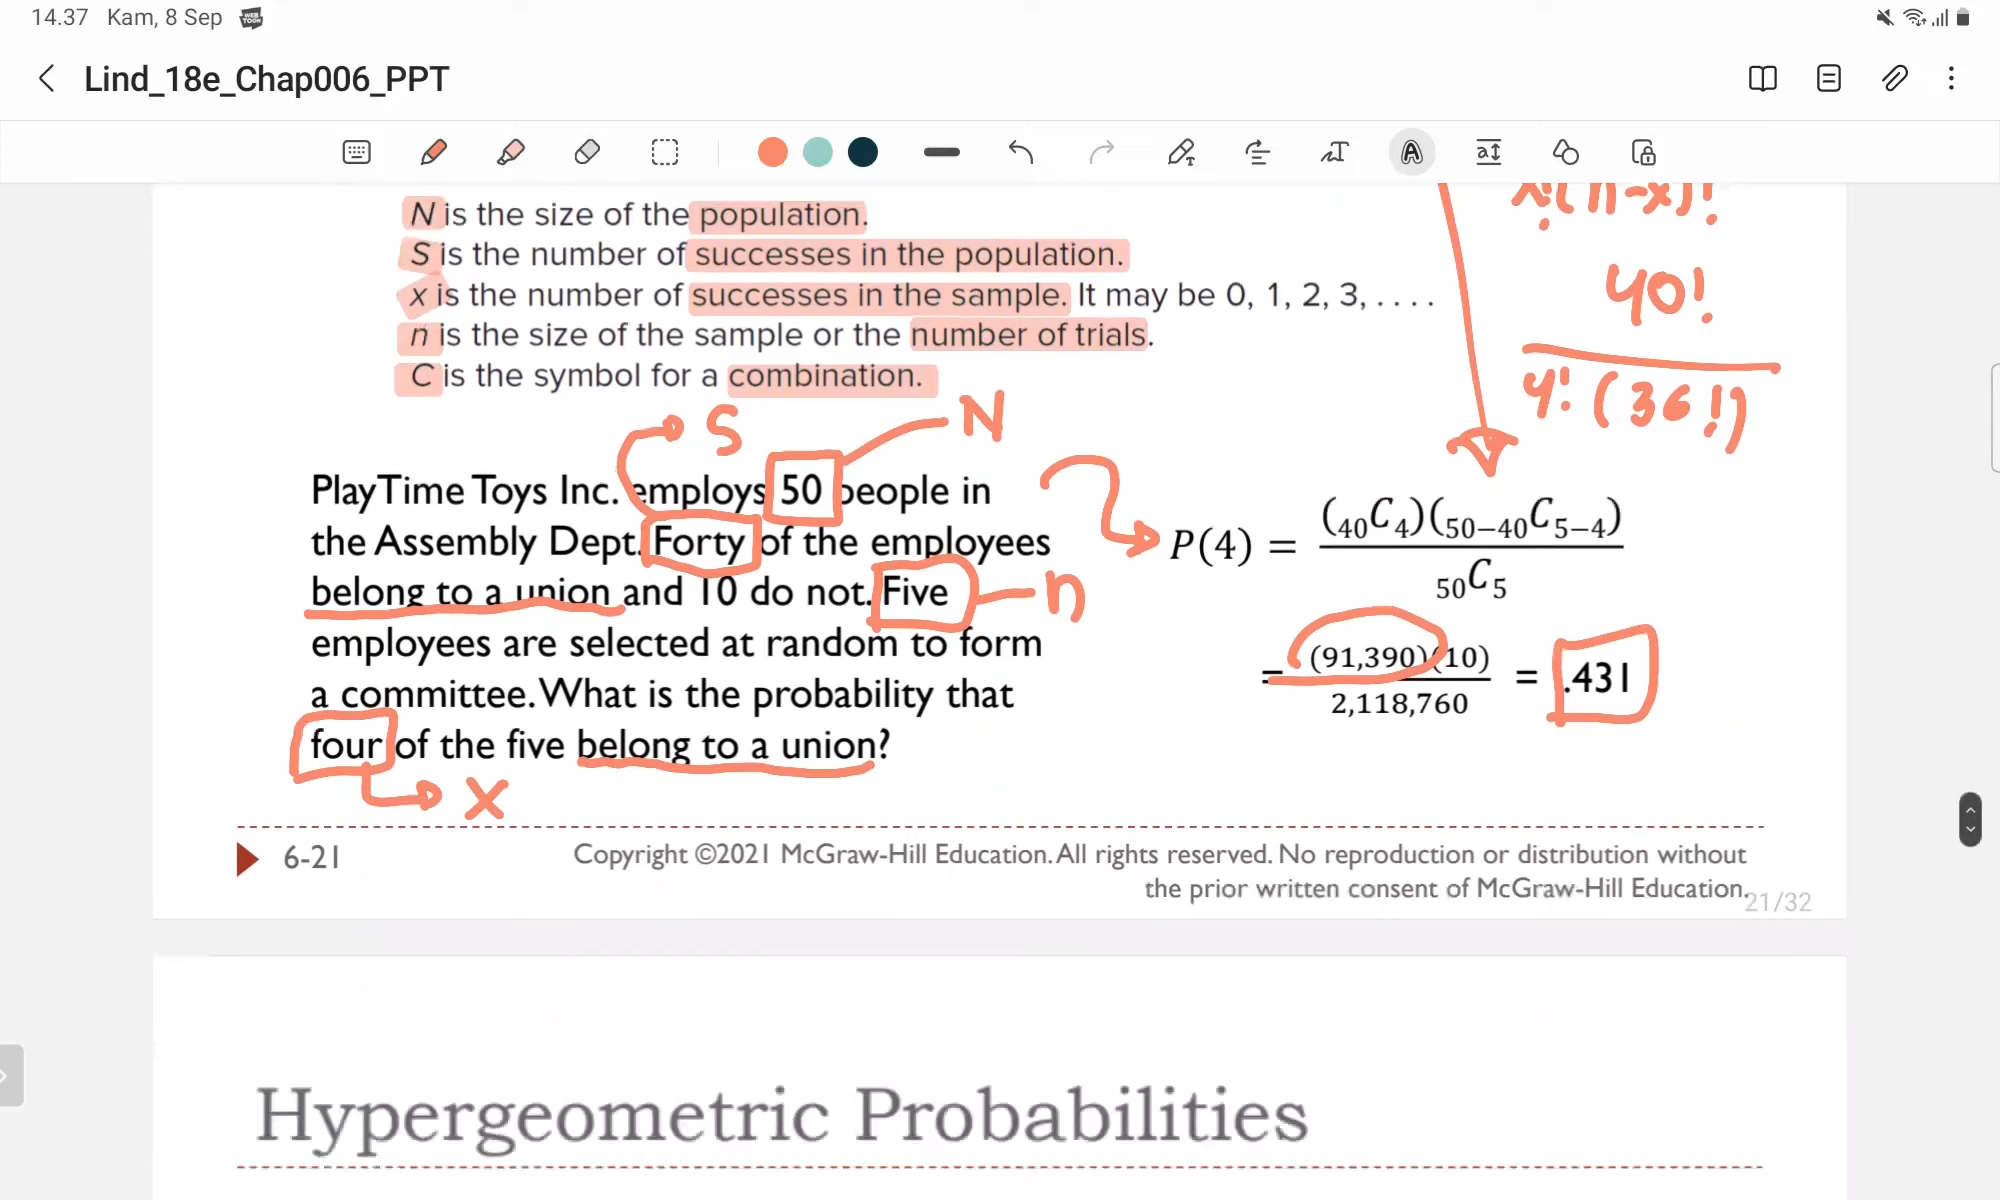 14.37 Kam, 8 Sep
Lind_18e_Chap006_PPT
x!(n-x)!
N is the size of the population.
S is the number of successes in the population.
x is the number of successes in the sample. It may be 0, 1, 2, 3, . . . .
n is the size of the sample or the number of trials.
C is the symbol for a combination.
40!
4! (36!)
S
N
PlayTime Toys Inc. employs 50 people in
the Assembly Dept. Forty of the employees
belong to a union and 10 do not. Five
employees are selected at random to form
a committee. What is the probability that
four of the five belong to a union?
n
x
P(4) = (₄₀C₄)(₅₀₋₄₀C₅₋₄)
₅₀C₅
= (91,390)(10)
2,118,760
= .431
6-21
Copyright ©2021 McGraw-Hill Education. All rights reserved. No reproduction or distribution without
the prior written consent of McGraw-Hill Education.
21/32
Hypergeometric Probabilities